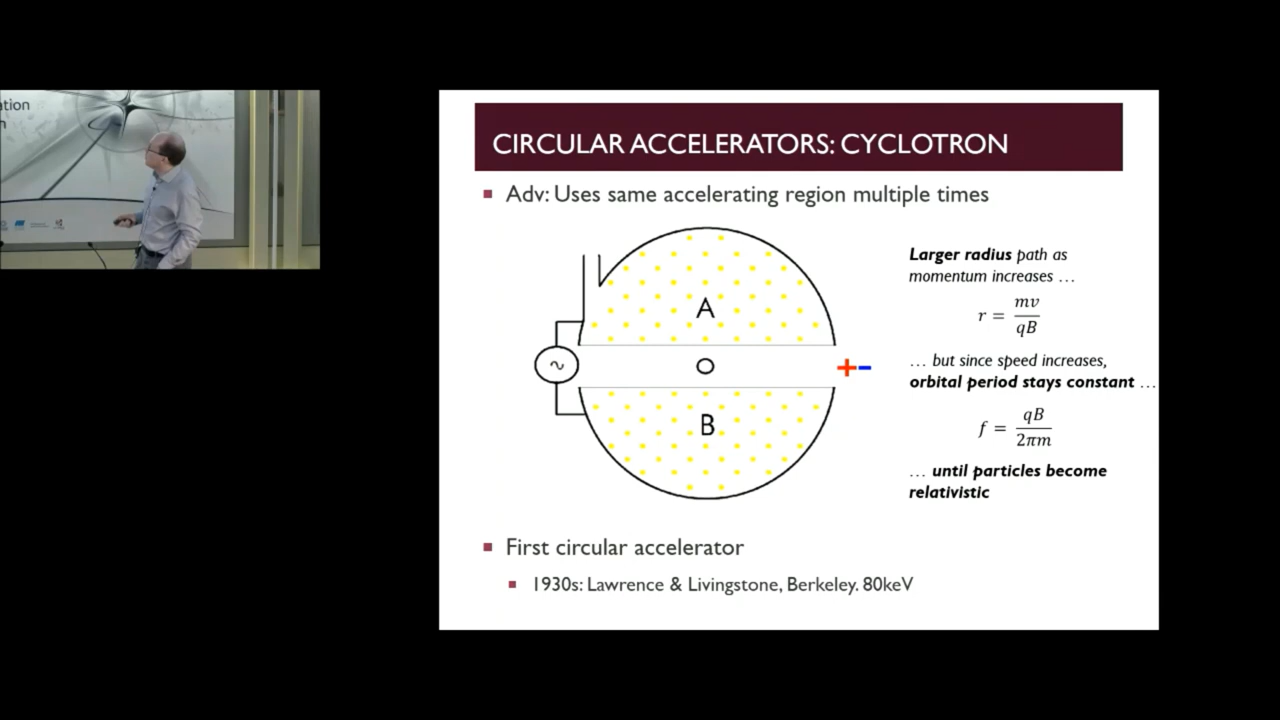 ation
n
CIRCULAR ACCELERATORS: CYCLOTRON
▪ Adv: Uses same accelerating region multiple times
A
O
B
~
+-
Larger radius path as
momentum increases …
r = mv/qB
… but since speed increases,
orbital period stays constant …
f = qB/2πm
… until particles become
relativistic
▪ First circular accelerator
▪ 1930s: Lawrence & Livingstone, Berkeley. 80keV